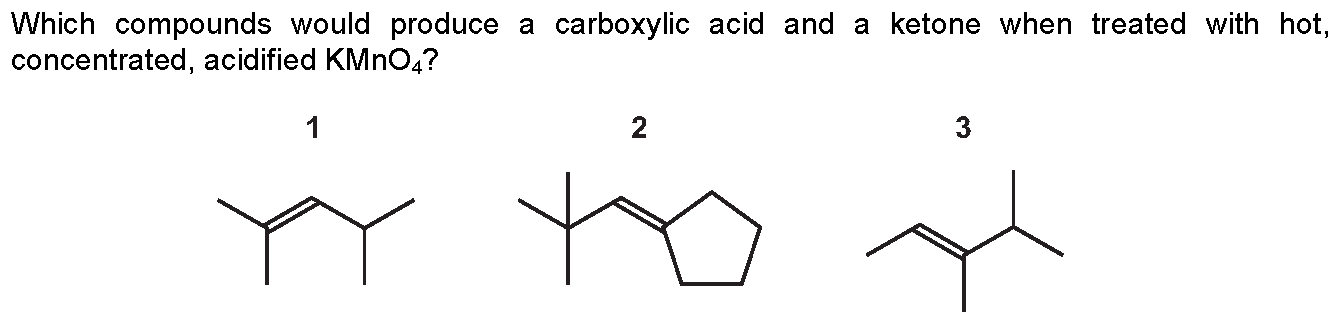 Which compounds would produce a carboxylic acid and a ketone when treated with hot,
concentrated, acidified KMnO₄?
1 2 3